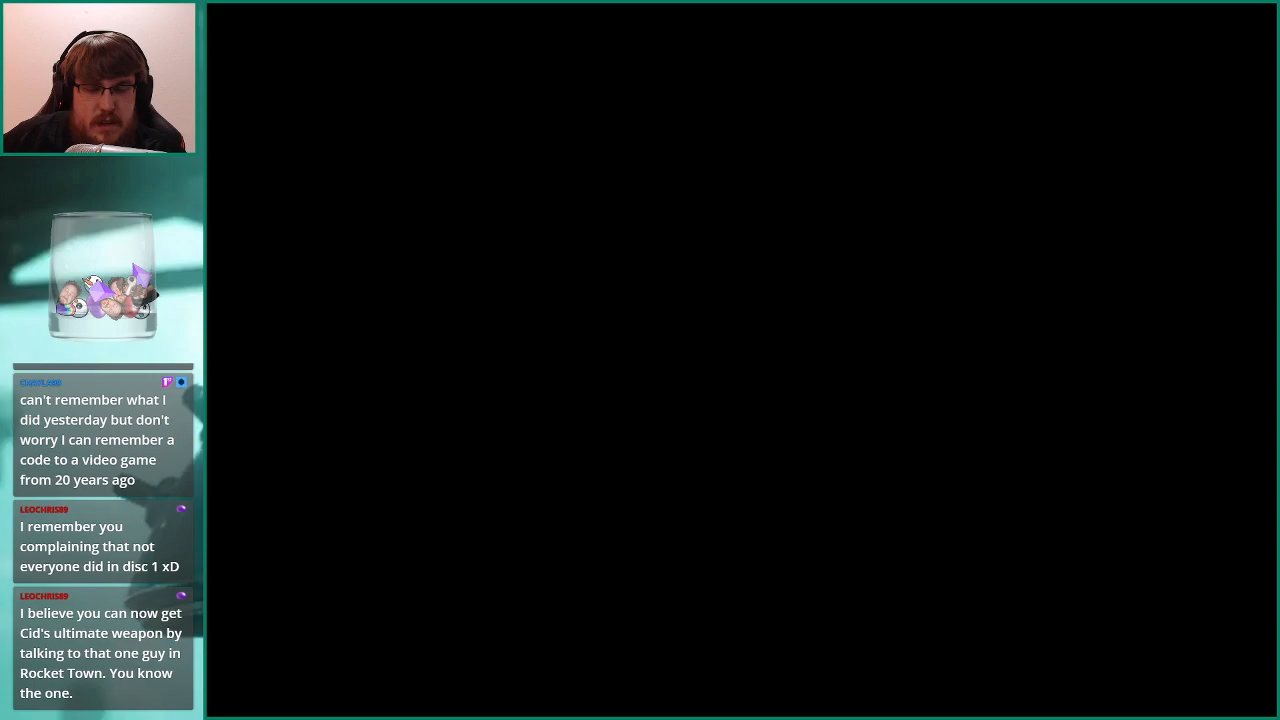 can't remember what I
did yesterday but don't
worry I can remember a
code to a video game
from 20 years ago
LEOCHRIS89
I remember you
complaining that not
everyone did in disc 1 xD
LEOCHRIS89
I believe you can now get
Cid's ultimate weapon by
talking to that one guy in
Rocket Town. You know
the one.